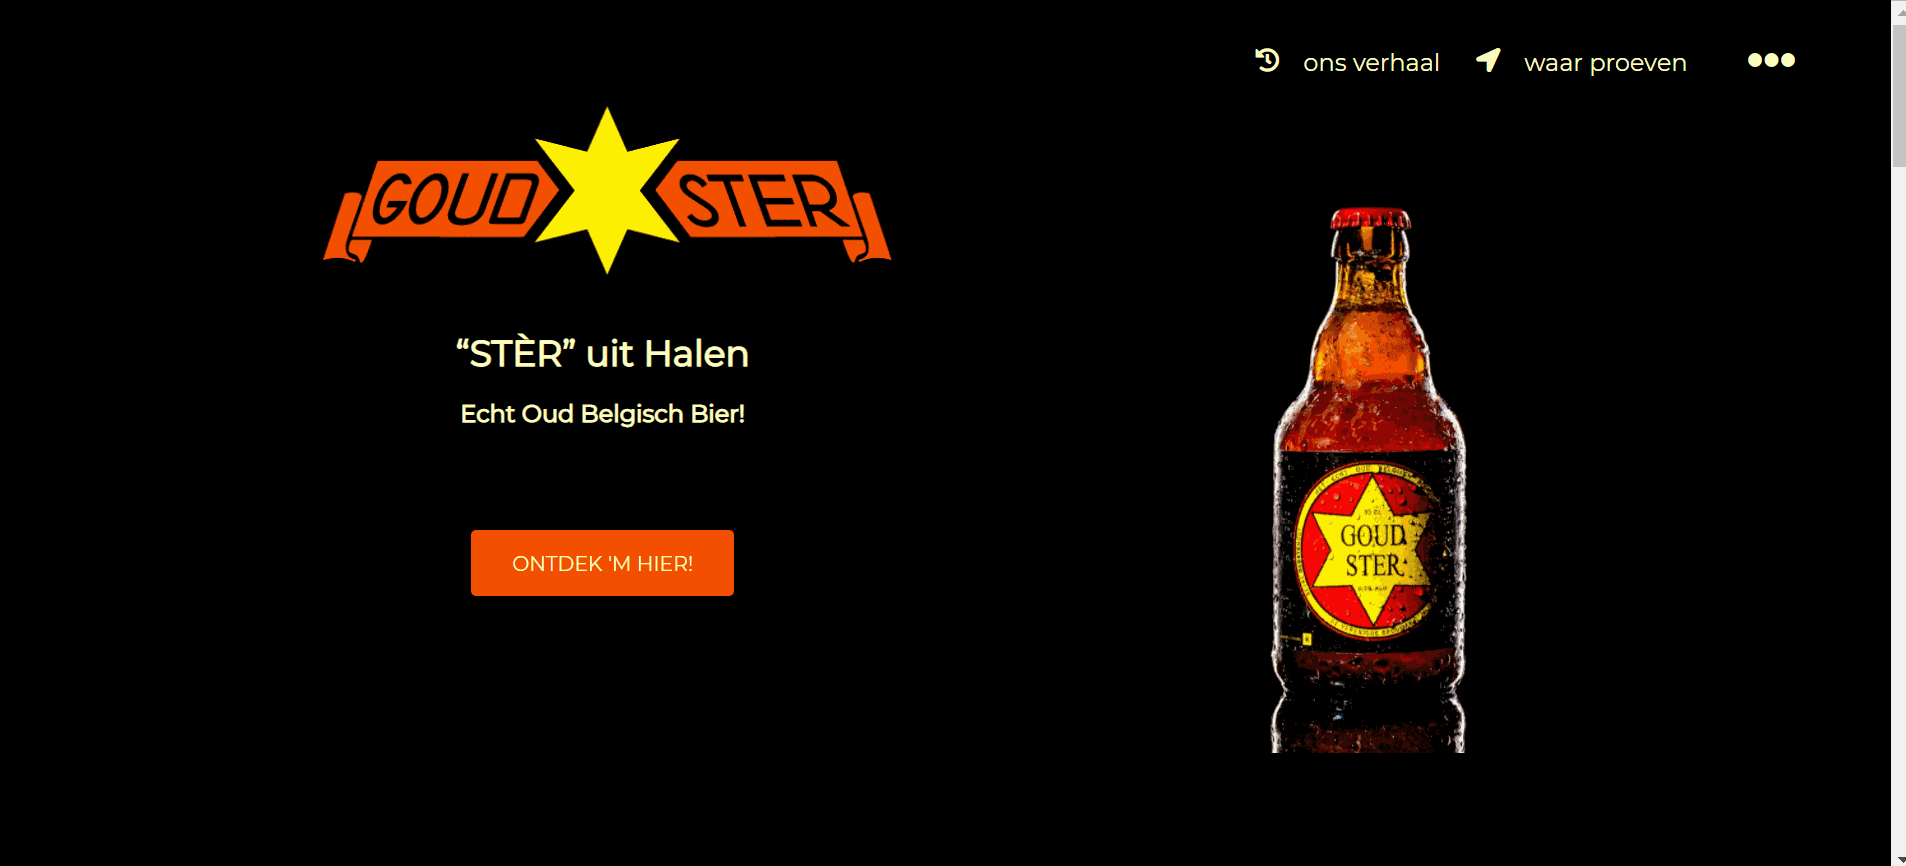 ons verhaal
waar proeven
GOUD STER
“STÈR” uit Halen
Echt Oud Belgisch Bier!
ONTDEK 'M HIER!
GOUD
STER